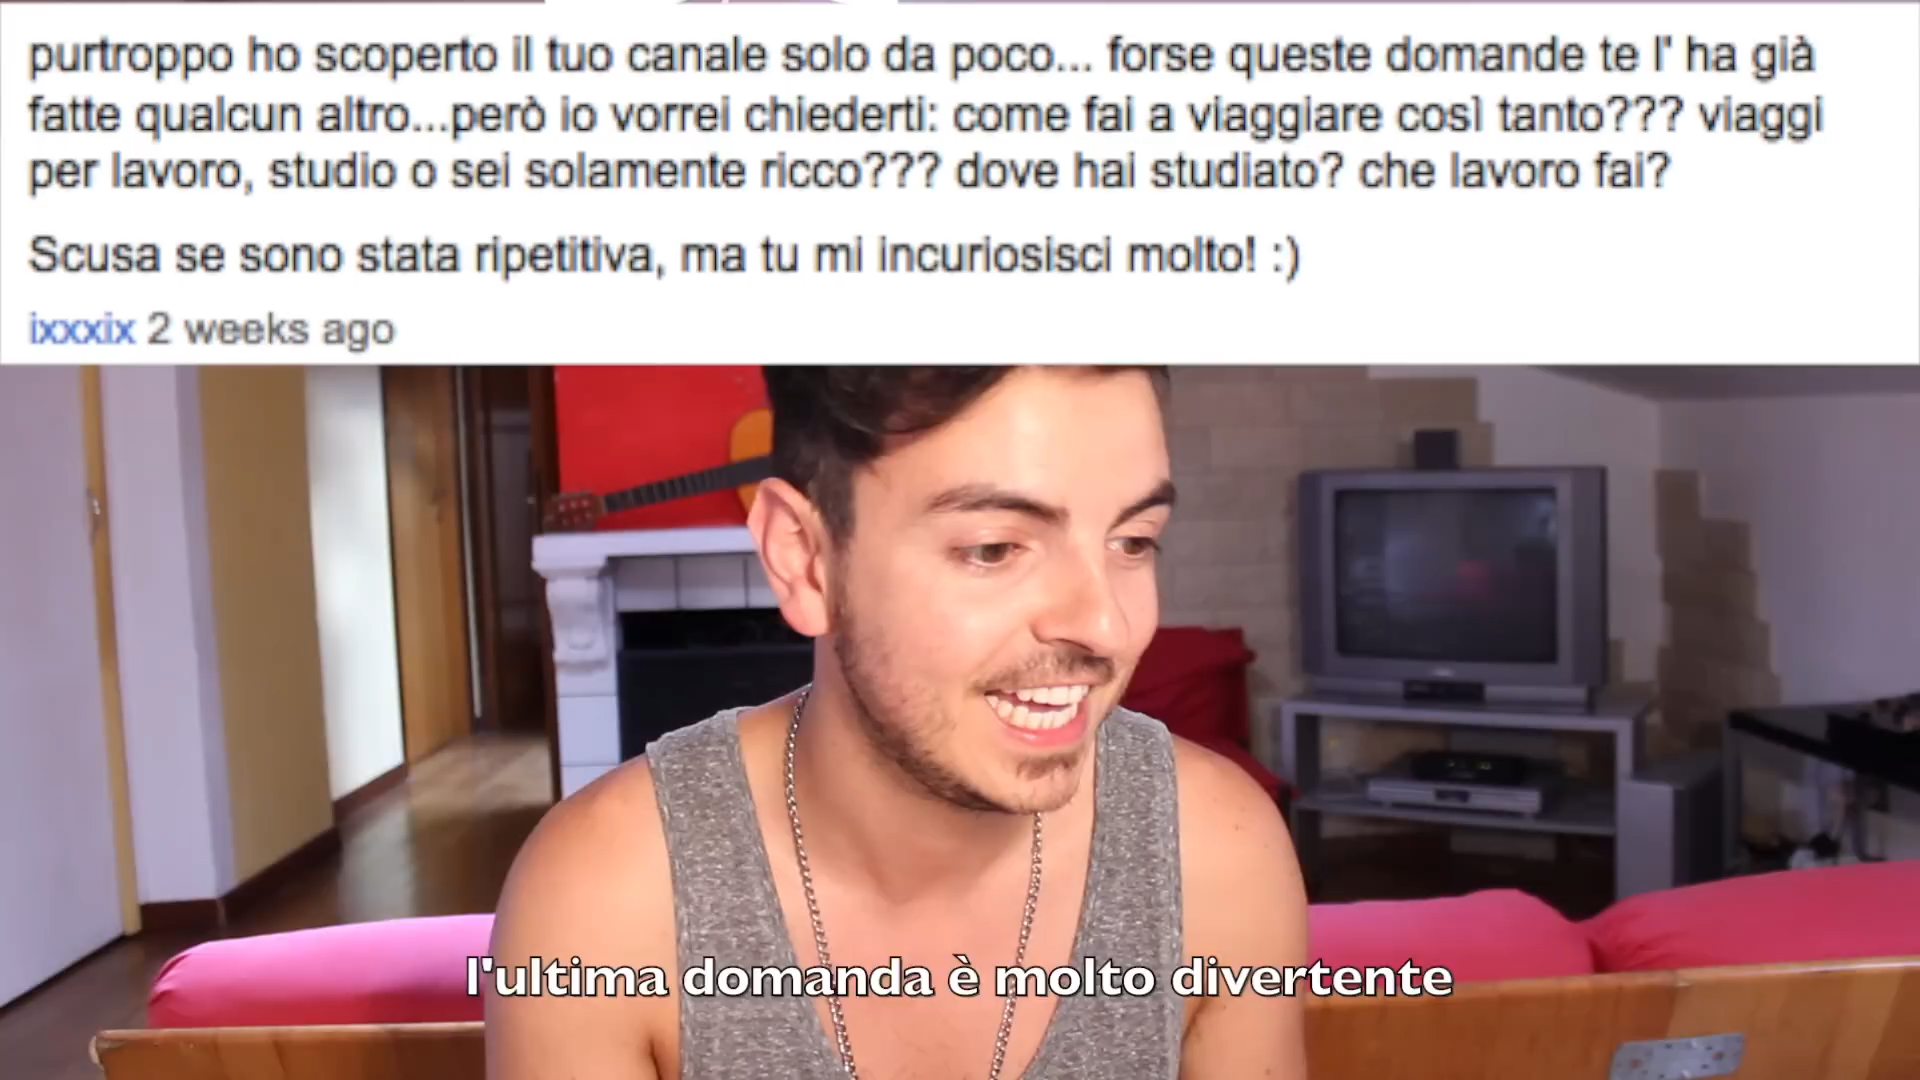 purtroppo ho scoperto il tuo canale solo da poco... forse queste domande te l' ha già
fatte qualcun altro...però io vorrei chiederti: come fai a viaggiare così tanto??? viaggi
per lavoro, studio o sei solamente ricco??? dove hai studiato? che lavoro fai?
Scusa se sono stata ripetitiva, ma tu mi incuriosisci molto! :)
ixxxix 2 weeks ago
l'ultima domanda è molto divertente